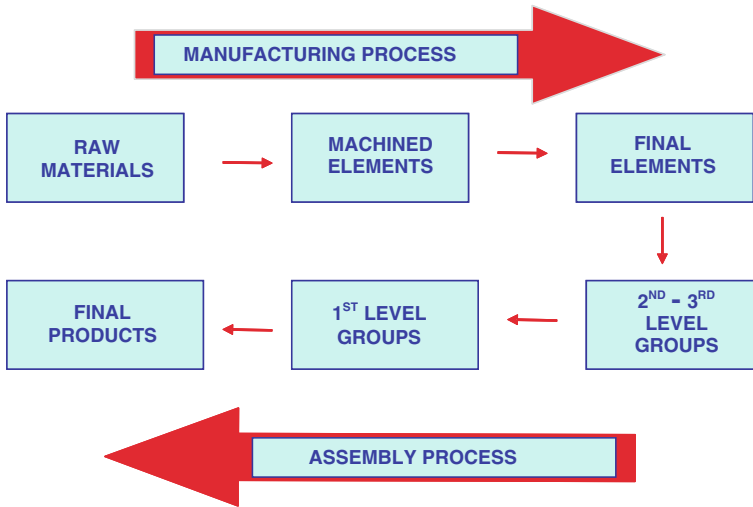 MANUFACTURING PROCESS
RAW
MATERIALS
MACHINED
ELEMENTS
FINAL
ELEMENTS
FINAL
PRODUCTS
1ST LEVEL
GROUPS
2ND - 3RD
LEVEL
GROUPS
ASSEMBLY PROCESS